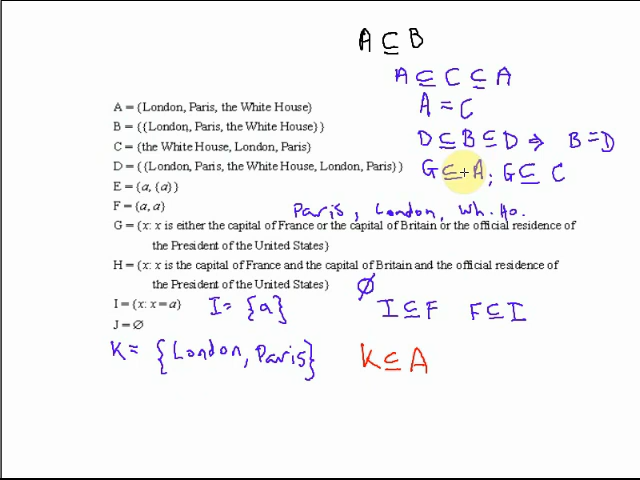 A ⊆ B
A ⊆ C ⊆ A
A = (London, Paris, the White House)
A = C
B = ({London, Paris, the White House})
C = (the White House, London, Paris)
D ⊆ B ⊆ D ⇒ B = D
D = ({London, Paris, the White House, London, Paris})
G ⊆ A; G ⊆ C
E = (a, {a})
F = (a, a)
Paris, London, Wh. Ho.
G = (x: x is either the capital of France or the capital of Britain or the official residence of
the President of the United States)
H = (x: x is the capital of France and the capital of Britain and the official residence of
the President of the United States) Ø
I = (x: x = a) I = {a} I ⊆ F F ⊆ I
J = Ø
K = {London, Paris} K ⊆ A